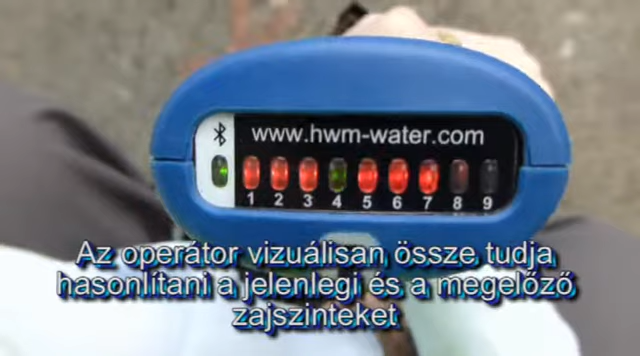 www.hwm-water.com
1 2 3 4 5 6 7 8 9
Az operátor vizuálisan össze tudja
hasonlítani a jelenlegi és a megelőző
zajszinteket